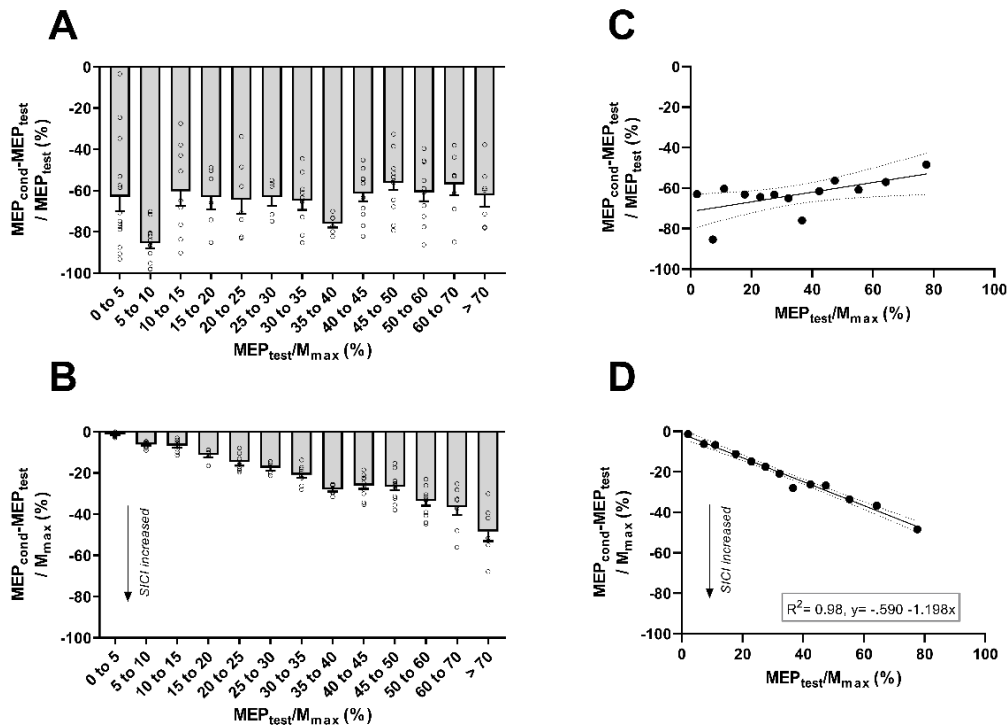 A
0
-20
-40
-60
-80
-100
MEPcond-MEPtest
/ MEPtest (%)
0 to 5
5 to 10
10 to 15
15 to 20
20 to 25
25 to 30
30 to 35
35 to 40
40 to 45
45 to 50
50 to 60
60 to 70
> 70
MEPtest/Mmax (%)
C
0
-20
-40
-60
-80
-100
MEPcond-MEPtest
/ MEPtest (%)
0
20
40
60
80
100
MEPtest/Mmax (%)
B
0
-20
-40
-60
-80
-100
MEPcond-MEPtest
/ Mmax (%)
SICI increased
0 to 5
5 to 10
10 to 15
15 to 20
20 to 25
25 to 30
30 to 35
35 to 40
40 to 45
45 to 50
50 to 60
60 to 70
> 70
MEPtest/Mmax (%)
D
0
-20
-40
-60
-80
-100
MEPcond-MEPtest
/ Mmax (%)
SICI increased
R2= 0.98, y= -.590 -1.198x
0
20
40
60
80
100
MEPtest/Mmax (%)